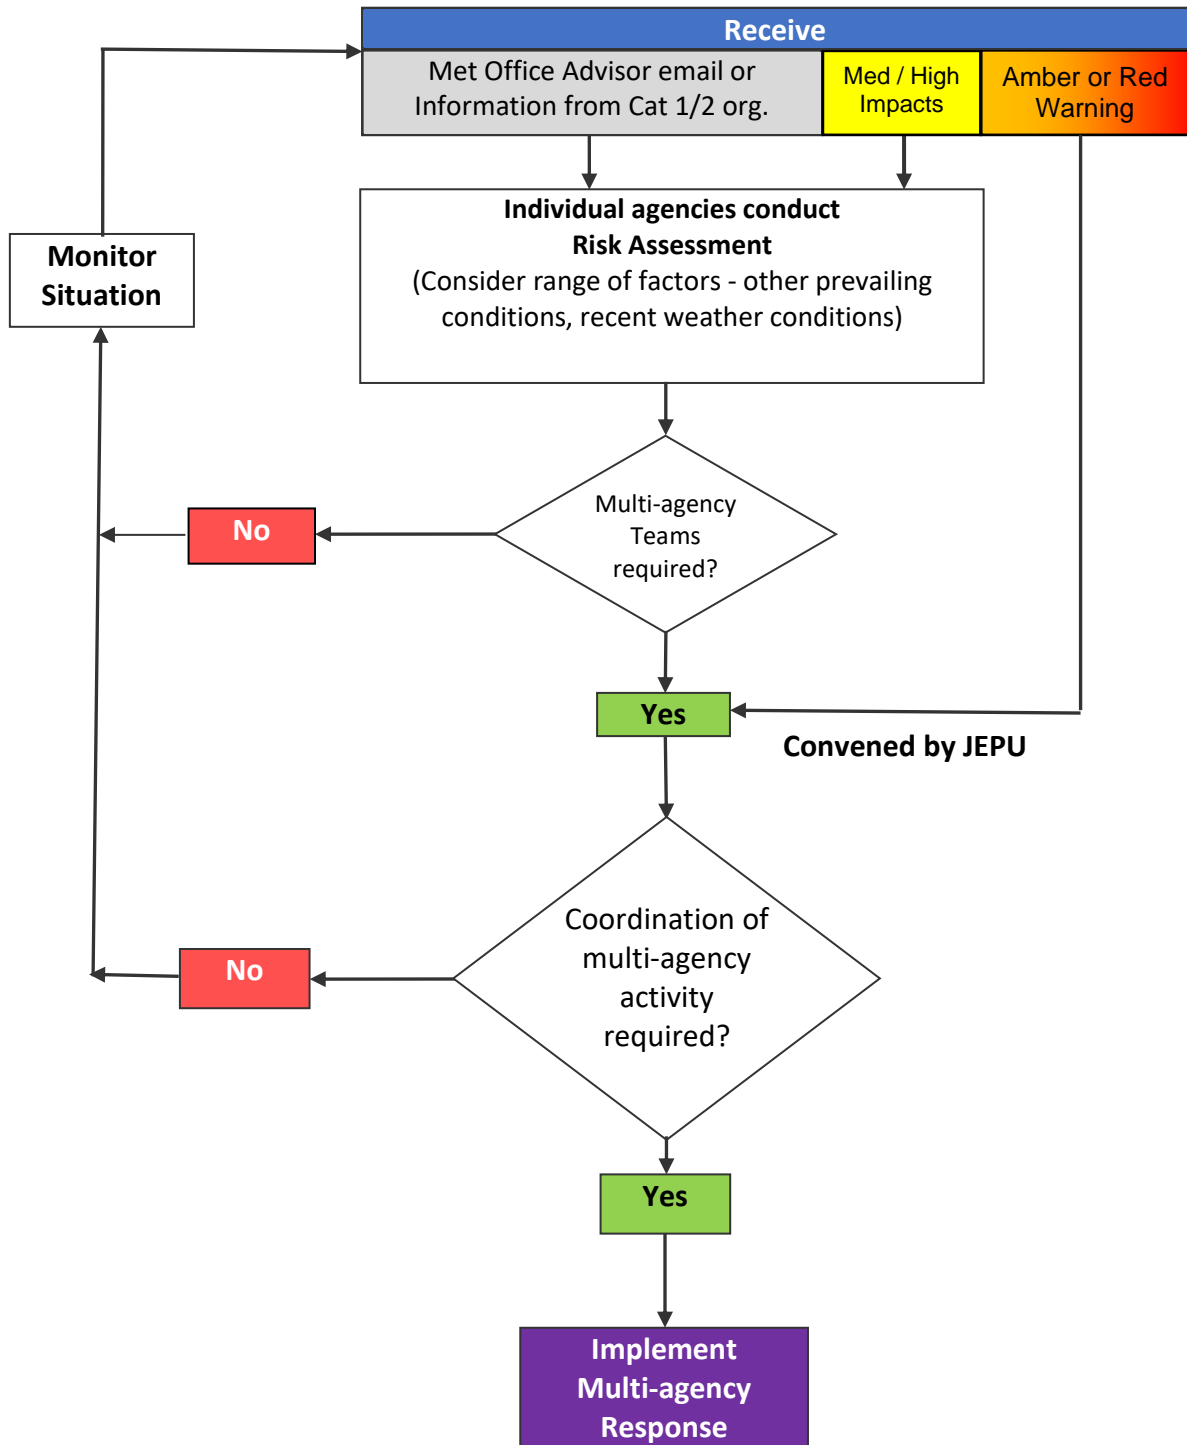 Receive
Met Office Advisor email or
Information from Cat 1/2 org.
Med / High
Impacts
Amber or Red
Warning
Individual agencies conduct
Risk Assessment
(Consider range of factors - other prevailing
conditions, recent weather conditions)
Monitor
Situation
Multi-agency
Teams
required?
No
Yes
Convened by JEPU
Coordination of
multi-agency
activity
required?
No
Yes
Implement
Multi-agency
Response